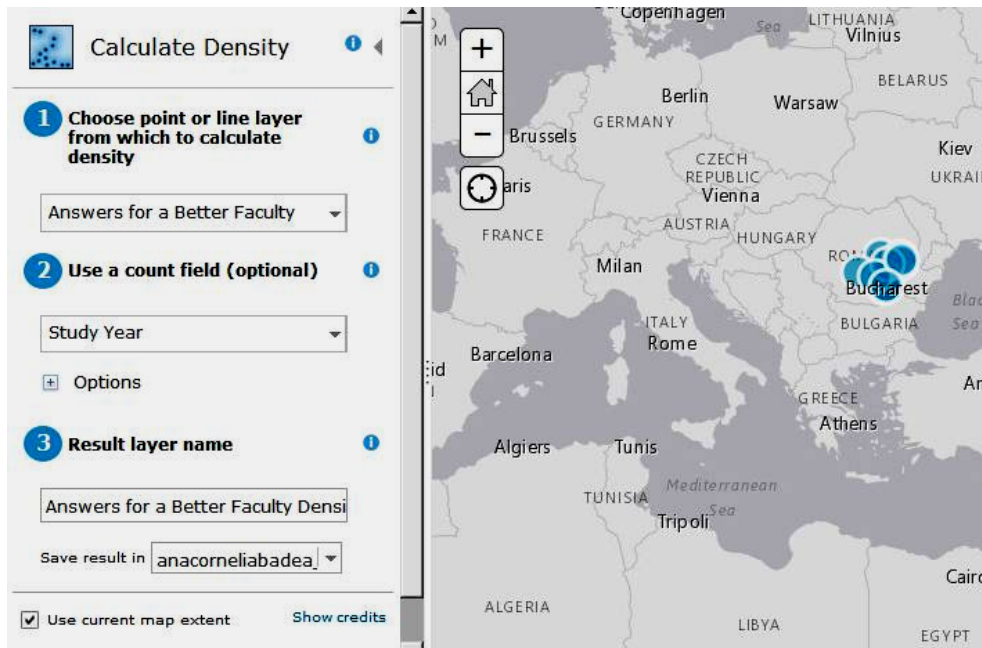 Calculate Density
1 Choose point or line layer
from which to calculate
density
Answers for a Better Faculty
2 Use a count field (optional)
Study Year
+ Options
3 Result layer name
Answers for a Better Faculty Densi
Save result in anacorneliabadea_
Use current map extent Show credits
M
+
−
Copenhagen
Sea
LITHUANIA
Vilnius
BELARUS
Berlin
Warsaw
GERMANY
Brussels
Kiev
CZECH
REPUBLIC
UKRAI
aris
Vienna
AUSTRIA
FRANCE
HUNGARY
Milan
RO
Bucharest
Blac
Sea
BULGARIA
ITALY
Rome
Barcelona
id
An
GREECE
Athens
Algiers
Tunis
Mediterranean
Sea
TUNISIA
Tripoli
Cairo
ALGERIA
LIBYA
EGYPT